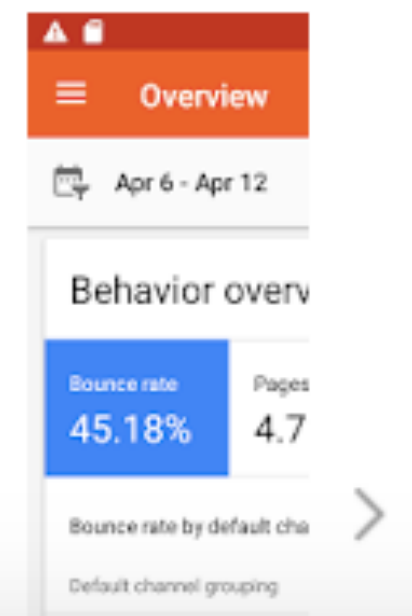 Overview
Apr 6 - Apr 12
Behavior overv
Bounce rate
Pages
45.18%
4.7
Bounce rate by default cha
Default channel grouping